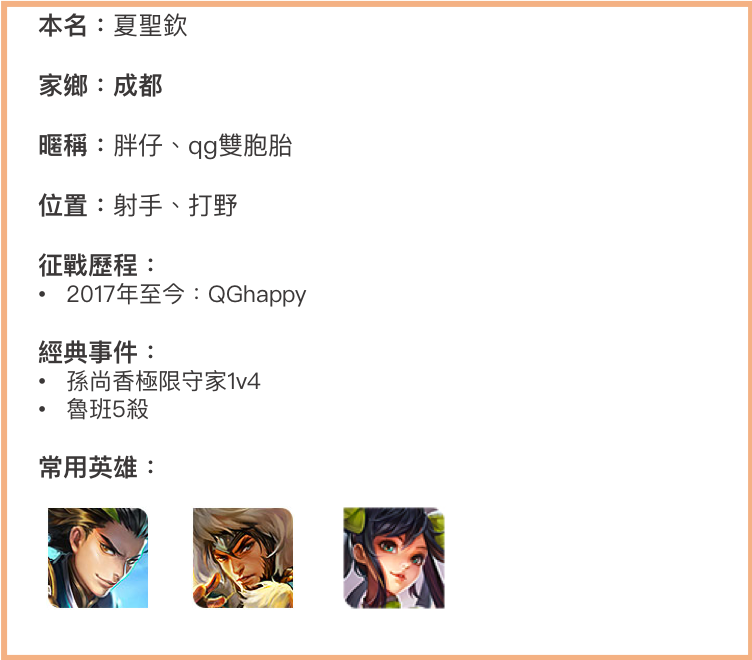 本名：夏聖欽
家鄉：成都
暱稱：胖仔、qg雙胞胎
位置：射手、打野
征戰歷程：
• 2017年至今：QGhappy
經典事件：
• 孫尚香極限守家1v4
• 魯班5殺
常用英雄：